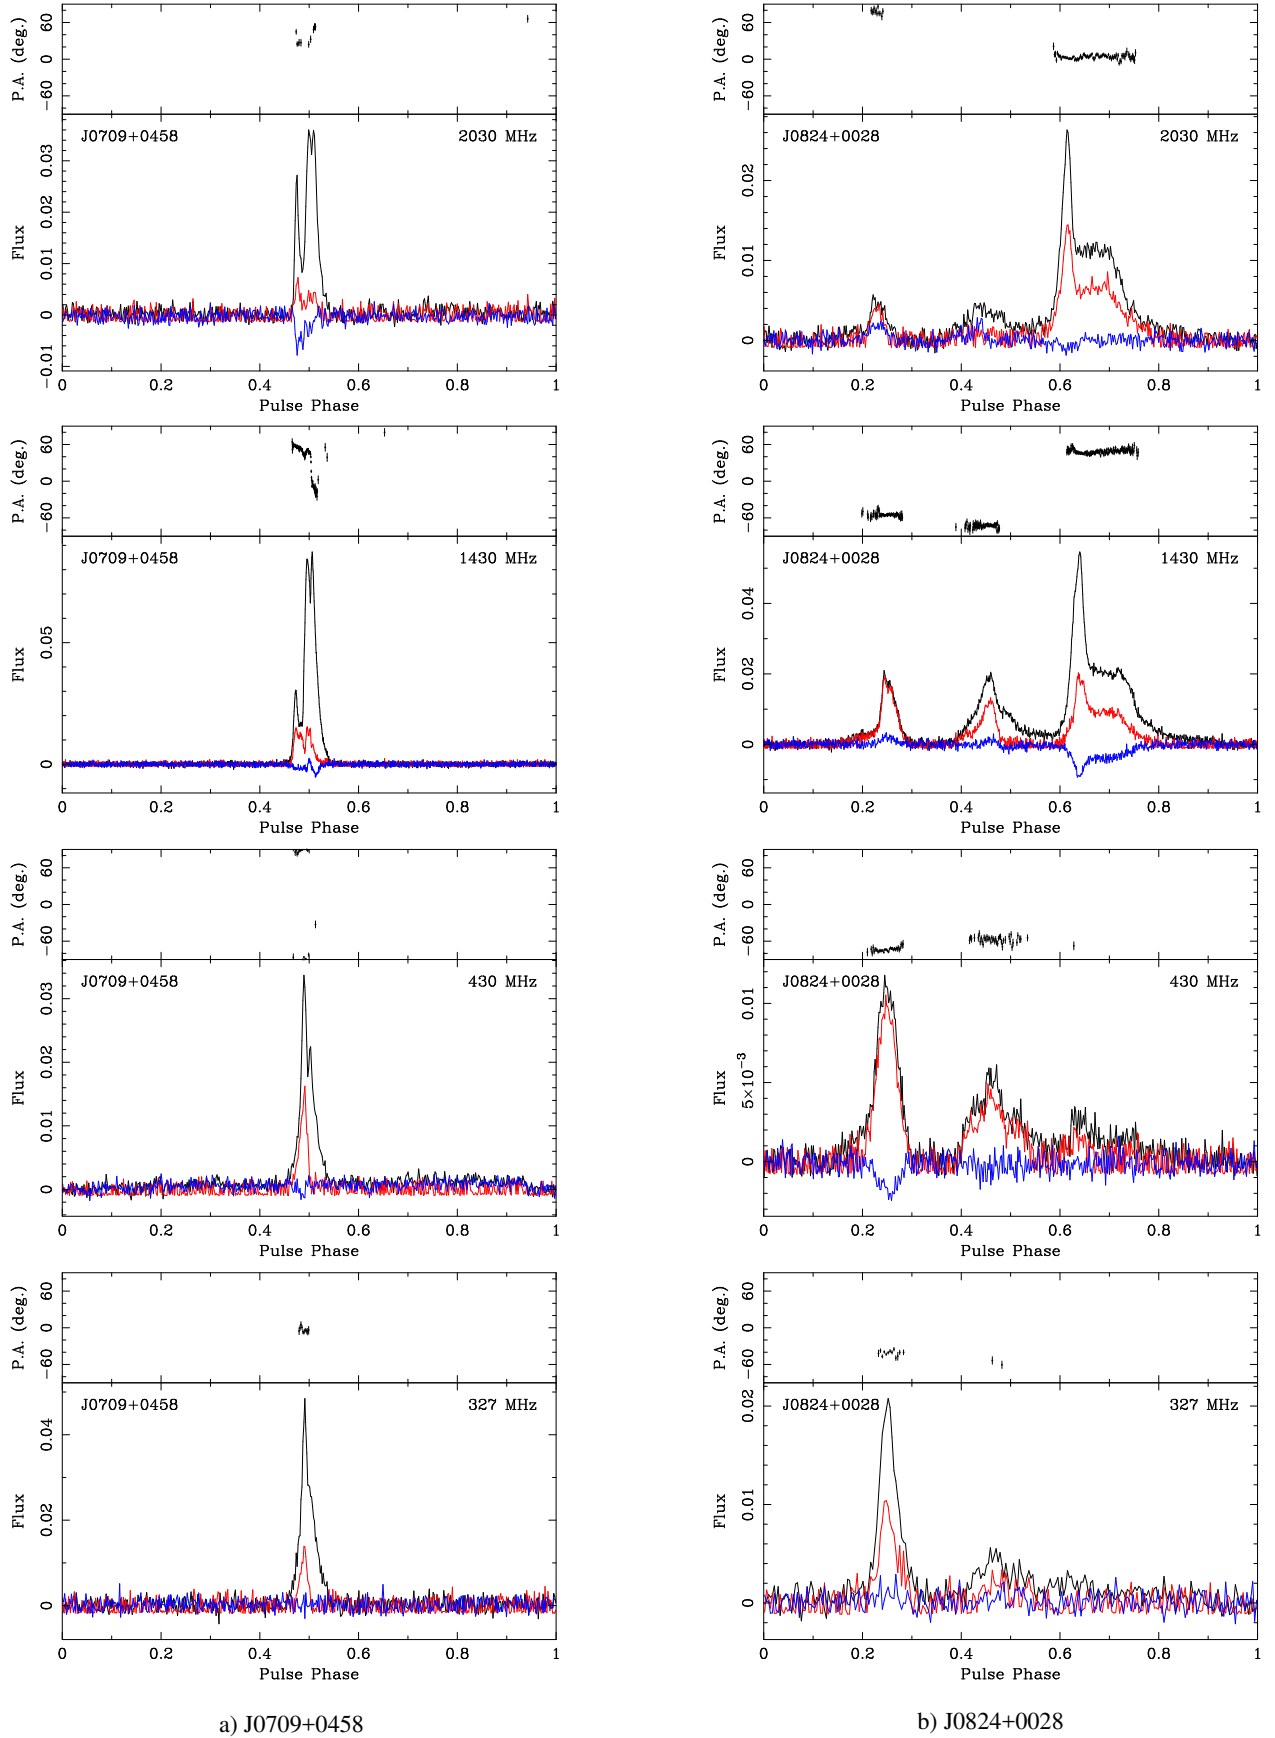 P.A. (deg.)
60
0
−60
J0709+0458 2030 MHz
Flux
0.03
0.02
0.01
0
−0.01
0 0.2 0.4 0.6 0.8 1
Pulse Phase
P.A. (deg.)
60
0
−60
J0709+0458 1430 MHz
Flux
0.05
0
0 0.2 0.4 0.6 0.8 1
Pulse Phase
P.A. (deg.)
60
0
−60
J0709+0458 430 MHz
Flux
0.03
0.02
0.01
0
0 0.2 0.4 0.6 0.8 1
Pulse Phase
P.A. (deg.)
60
0
−60
J0709+0458 327 MHz
Flux
0.04
0.02
0
0 0.2 0.4 0.6 0.8 1
Pulse Phase
a) J0709+0458
P.A. (deg.)
60
0
−60
J0824+0028 2030 MHz
Flux
0.02
0.01
0
0 0.2 0.4 0.6 0.8 1
Pulse Phase
P.A. (deg.)
60
0
−60
J0824+0028 1430 MHz
Flux
0.04
0.02
0
0 0.2 0.4 0.6 0.8 1
Pulse Phase
P.A. (deg.)
60
0
−60
J0824+0028 430 MHz
Flux
0.01
5×10⁻³
0
0 0.2 0.4 0.6 0.8 1
Pulse Phase
P.A. (deg.)
60
0
−60
J0824+0028 327 MHz
Flux
0.02
0.01
0
0 0.2 0.4 0.6 0.8 1
Pulse Phase
b) J0824+0028